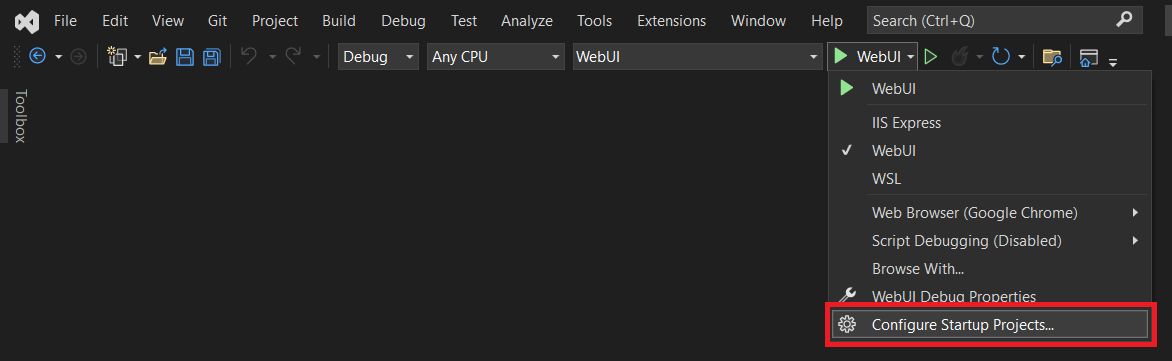 File Edit View Git Project Build Debug Test Analyze Tools Extensions Window Help Search (Ctrl+Q)
Debug Any CPU WebUI WebUI
Toolbox
WebUI
IIS Express
WebUI
WSL
Web Browser (Google Chrome)
Script Debugging (Disabled)
Browse With...
WebUI Debug Properties
Configure Startup Projects...